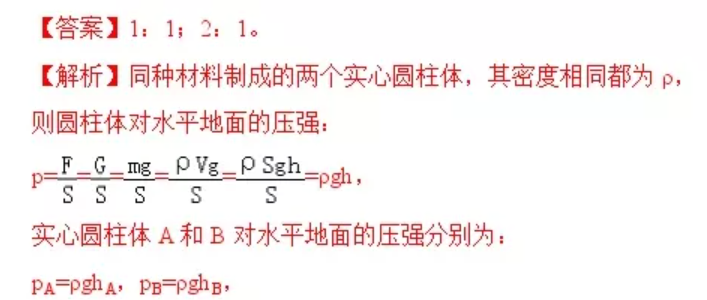 【答案】1：1；2：1。
【解析】同种材料制成的两个实心圆柱体，其密度相同都为 ρ，
则圆柱体对水平地面的压强：
p=F/S=G/S=mg/S=ρVg/S=ρSgh/S=ρgh，
实心圆柱体 A 和 B 对水平地面的压强分别为：
pA=ρghA，pB=ρghB，